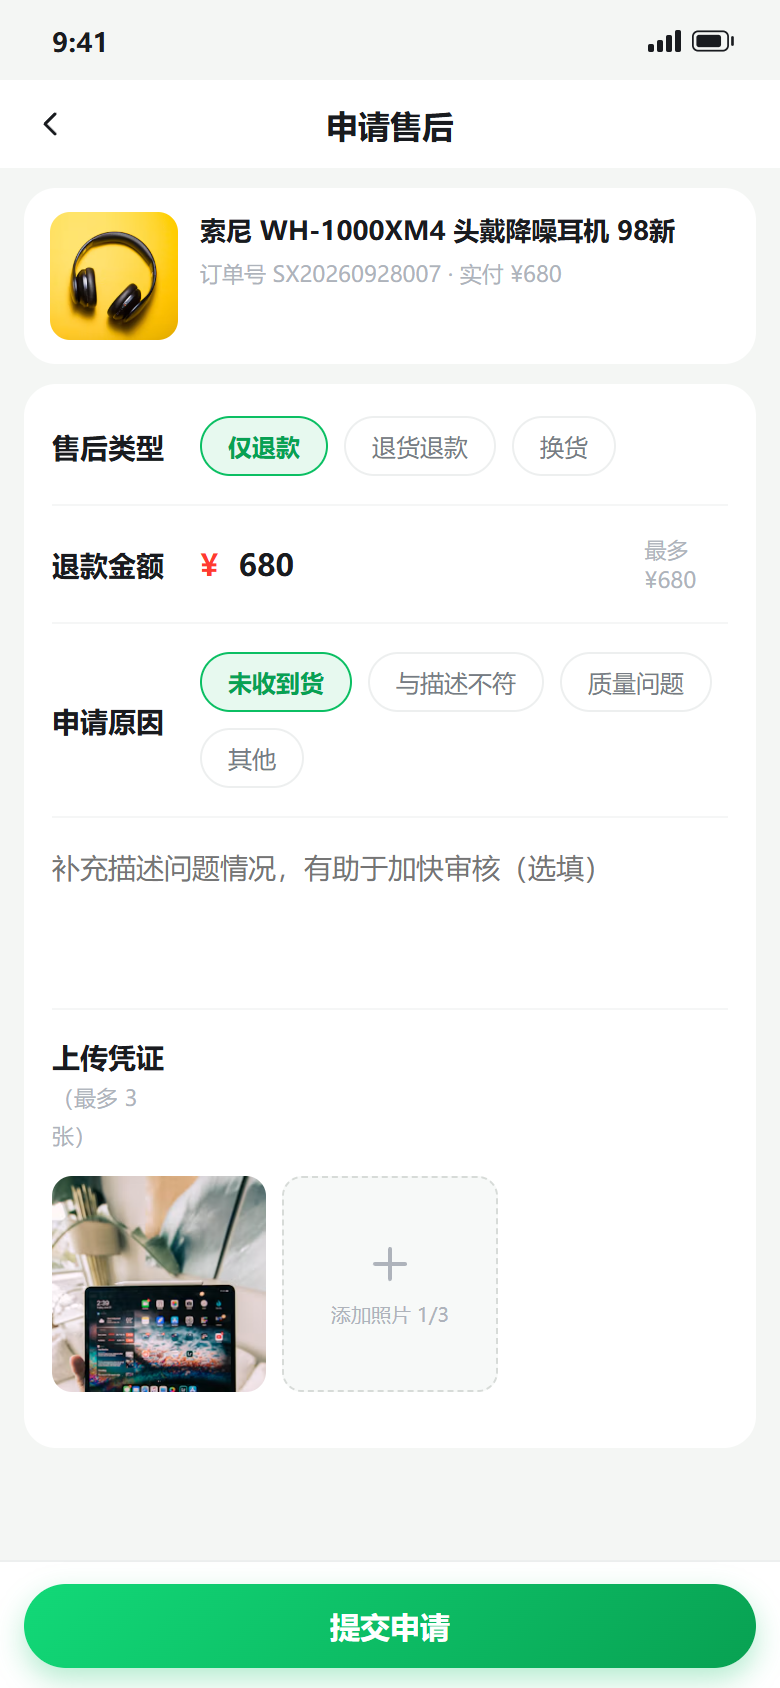 9:41
申请售后
索尼 WH-1000XM4 头戴降噪耳机 98新
订单号 SX20260928007 · 实付 ¥680
售后类型 仅退款 退货退款 换货
退款金额 ¥ 680 最多
¥680
申请原因 未收到货 与描述不符 质量问题
其他
补充描述问题情况，有助于加快审核（选填）
上传凭证
（最多 3
张）
2:39
添加照片 1/3
提交申请